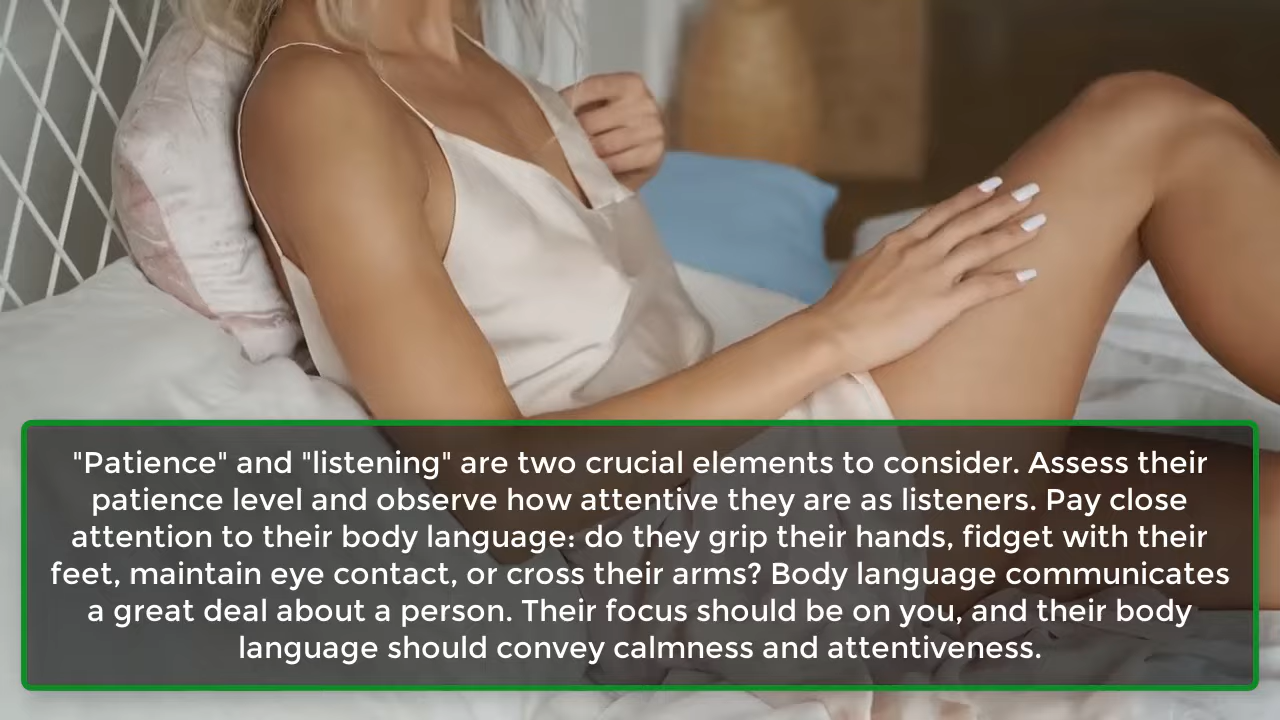 "Patience" and "listening" are two crucial elements to consider. Assess their
patience level and observe how attentive they are as listeners. Pay close
attention to their body language: do they grip their hands, fidget with their
feet, maintain eye contact, or cross their arms? Body language communicates
a great deal about a person. Their focus should be on you, and their body
language should convey calmness and attentiveness.